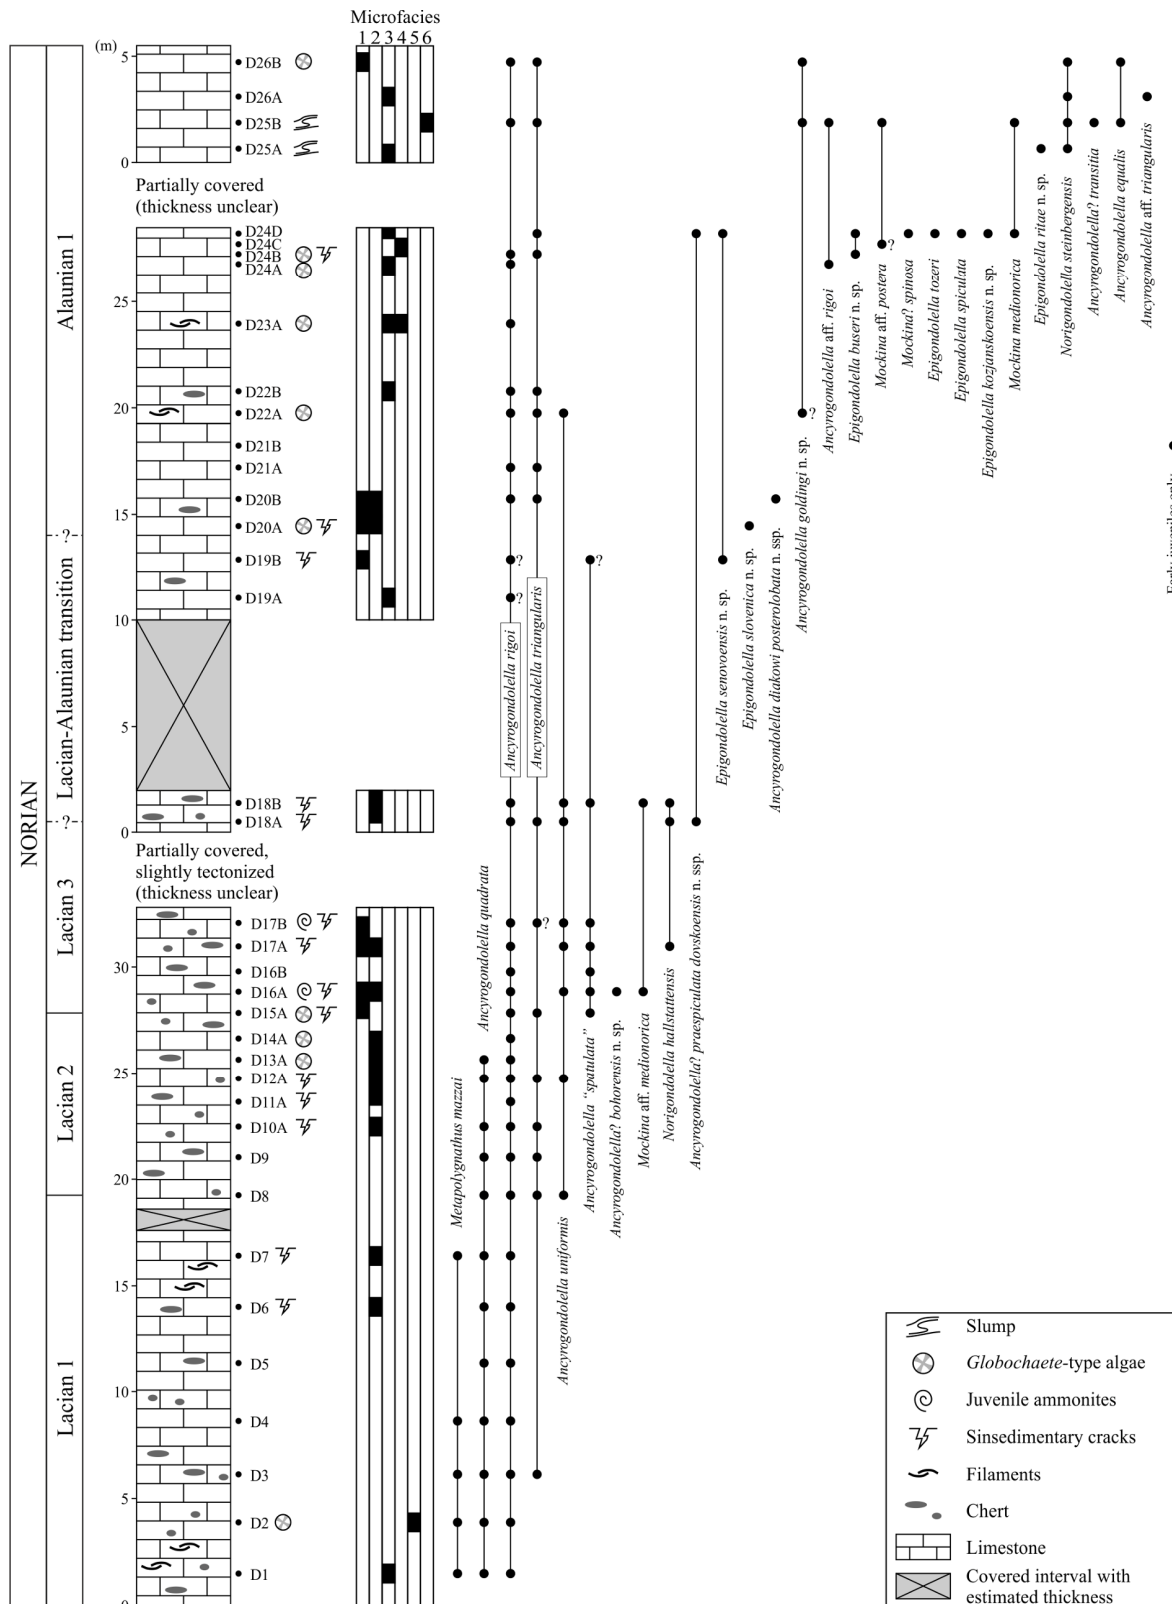 Microfacies
1 2 3 4 5 6
(m)
5
0
D26B
D26A
D25B
D25A
Partially covered
(thickness unclear)
D24D
D24C
D24B
D24A
25
D23A
D22B
20
D22A
D21B
D21A
D20B
15
D20A
D19B
D19A
10
5
D18B
D18A
0
Partially covered,
slightly tectonized
(thickness unclear)
D17B
D17A
30
D16B
D16A
D15A
D14A
D13A
25
D12A
D11A
D10A
D9
20
D8
D7
15
D6
D5
10
D4
D3
5
D2
D1
0
NORIAN
Alaunian 1
?
Lacian-Alaunian transition
?
Lacian 3
Lacian 2
Lacian 1
Metapolygnathus mazzai
Ancyrogondolella quadrata
Ancyrogondolella rigoi
?
?
Ancyrogondolella triangularis
?
Ancyrogondolella uniformis
Ancyrogondolella "spatulata"
?
Ancyrogondolella? bohorensis n. sp.
Mockina aff. medionorica
Norigondolella hallstattensis
Ancyrogondolella? praespiculata dovskoensis n. ssp.
Epigondolella senovoensis n. sp.
Epigondolella slovenica n. sp.
Ancyrogondolella diakowi posterolobata n. ssp.
Ancyrogondolella goldingi n. sp.
?
Ancyrogondolella aff. rigoi
Epigondolella buseri n. sp.
Mockina aff. postera
?
Mockina? spinosa
Epigondolella tozeri
Epigondolella spiculata
Epigondolella kozjanskoensis n. sp.
Mockina medionorica
Epigondolella ritae n. sp.
Norigondolella steinbergensis
Ancyrogondolella? transitia
Ancyrogondolella equalis
Ancyrogondolella aff. triangularis
Early juveniles only
Slump
Globochaete-type algae
Juvenile ammonites
Sinsedimentary cracks
Filaments
Chert
Limestone
Covered interval with
estimated thickness